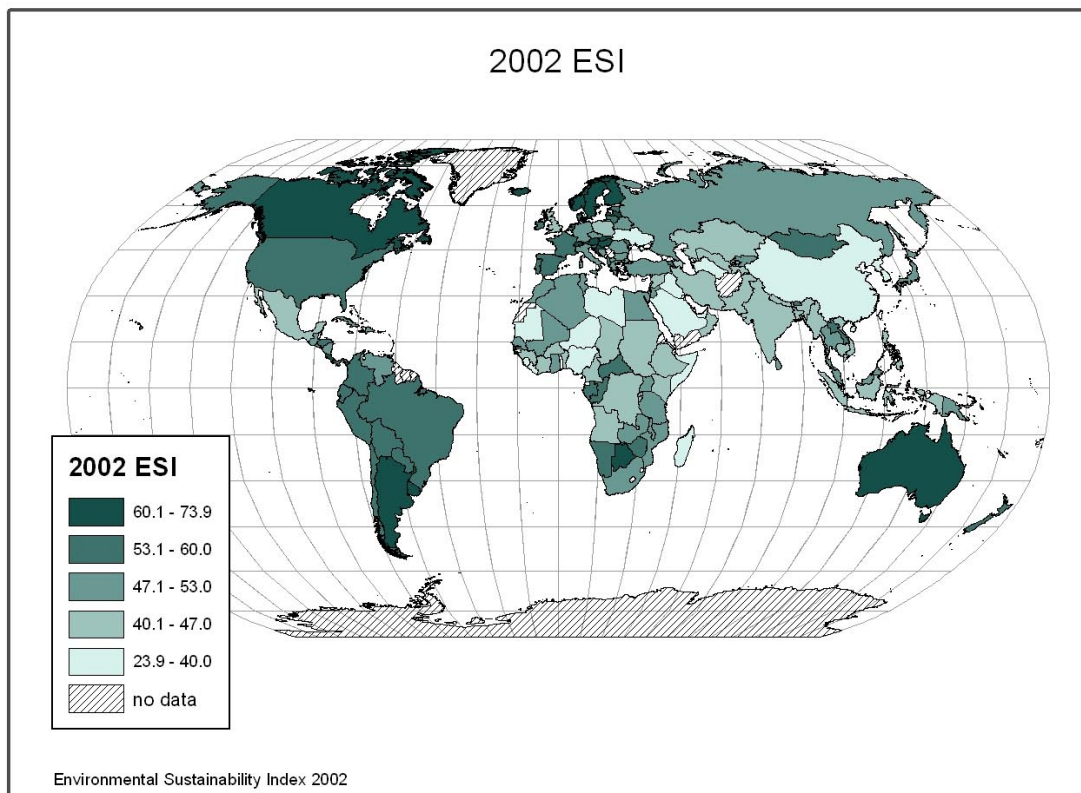 2002 ESI
2002 ESI
60.1 - 73.9
53.1 - 60.0
47.1 - 53.0
40.1 - 47.0
23.9 - 40.0
no data
Environmental Sustainability Index 2002